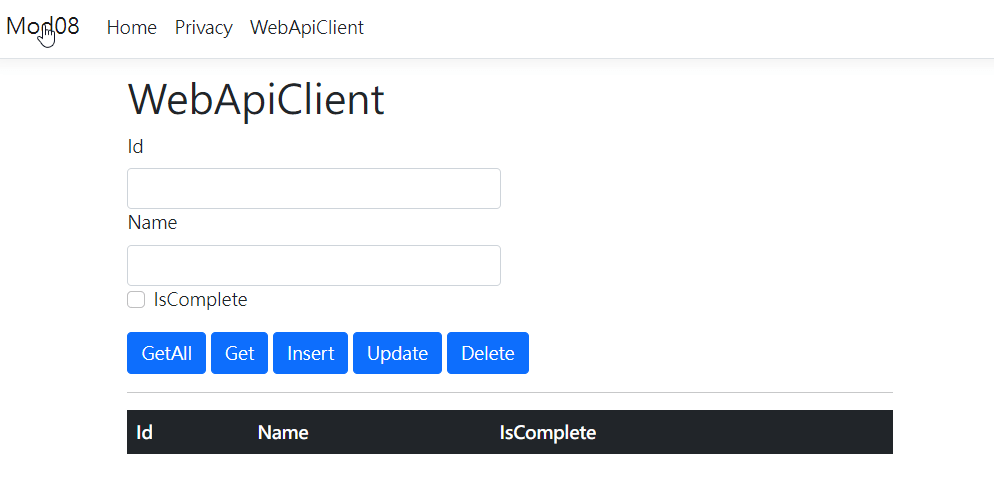 Mod08 Home Privacy WebApiClient
WebApiClient
Id
Name
IsComplete
GetAll Get Insert Update Delete
Id Name IsComplete